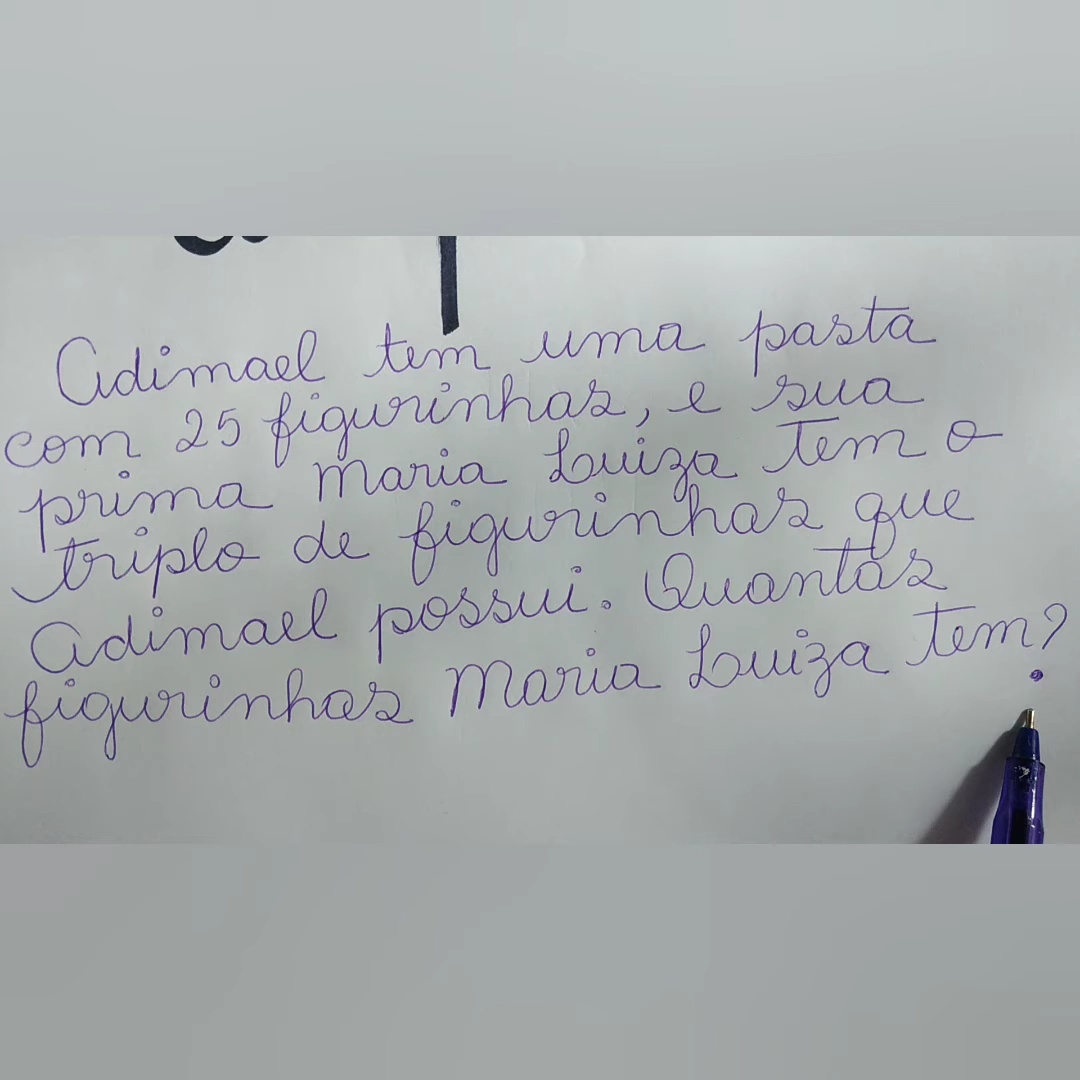 Adimael tem uma pasta
com 25 figurinhas, e sua
prima Maria Luiza tem o
triplo de figurinhas que
Adimael possui. Quantas
figurinhas Maria Luiza tem?